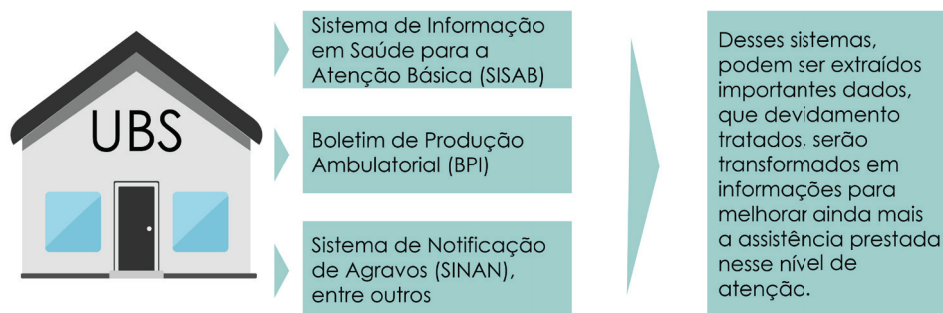 UBS
Sistema de Informação
em Saúde para a
Atenção Básica (SISAB)
Boletim de Produção
Ambulatorial (BPI)
Sistema de Notificação
de Agravos (SINAN),
entre outros
Desses sistemas,
podem ser extraídos
importantes dados,
que devidamento
tratados, serão
transformados em
informações para
melhorar ainda mais
a assistência prestada
nesse nível de
atenção.